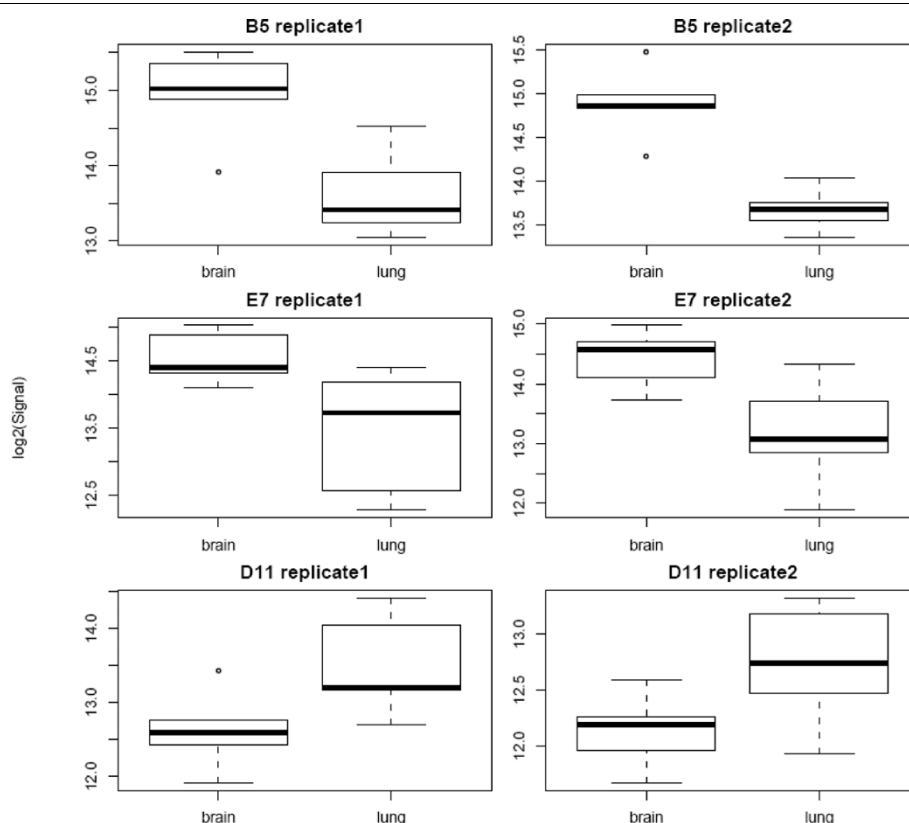 B5 replicate1
15.0
14.0
13.0
brain lung
B5 replicate2
15.5
15.0
14.5
14.0
13.5
brain lung
E7 replicate1
14.5
13.5
12.5
brain lung
E7 replicate2
15.0
14.0
13.0
12.0
brain lung
log2(Signal)
D11 replicate1
14.0
13.0
12.0
brain lung
D11 replicate2
13.0
12.5
12.0
brain lung